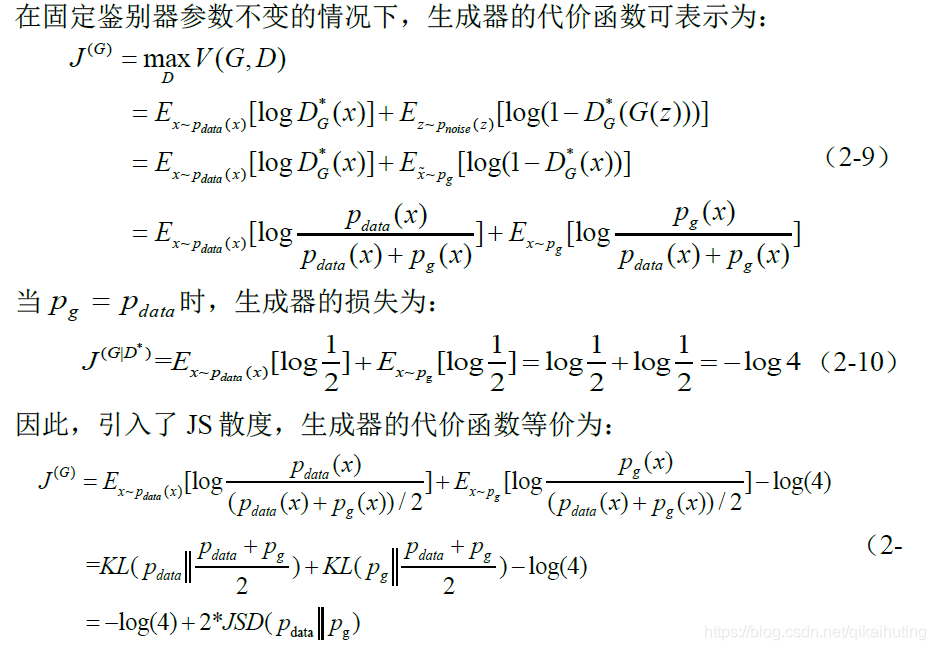 在固定鉴别器参数不变的情况下，生成器的代价函数可表示为：
J^{(G)} = \max_{D} V(G, D)
= E_{x \sim p_{data}(x)}[\log D_G^*(x)] + E_{z \sim p_{noise}(z)}[\log(1 - D_G^*(G(z)))]
= E_{x \sim p_{data}(x)}[\log D_G^*(x)] + E_{\tilde{x} \sim p_g}[\log(1 - D_G^*(x))] （2-9）
= E_{x \sim p_{data}(x)}[\log \frac{p_{data}(x)}{p_{data}(x) + p_g(x)}] + E_{x \sim p_g}[\log \frac{p_g(x)}{p_{data}(x) + p_g(x)}]
当 p_g = p_{data} 时，生成器的损失为：
J^{(G|D^*)} = E_{x \sim p_{data}(x)}[\log \frac{1}{2}] + E_{x \sim p_g}[\log \frac{1}{2}] = \log \frac{1}{2} + \log \frac{1}{2} = -\log 4 （2-10）
因此，引入了 JS 散度，生成器的代价函数等价为：
J^{(G)} = E_{x \sim p_{data}(x)}[\log \frac{p_{data}(x)}{(p_{data}(x) + p_g(x))/2}] + E_{x \sim p_g}[\log \frac{p_g(x)}{(p_{data}(x) + p_g(x))/2}] - \log(4)
= KL(p_{data} \| \frac{p_{data} + p_g}{2}) + KL(p_g \| \frac{p_{data} + p_g}{2}) - \log(4) （2-
= -\log(4) + 2*JSD(p_{data} \| p_g)
https://blog.csdn.net/qikaihuting